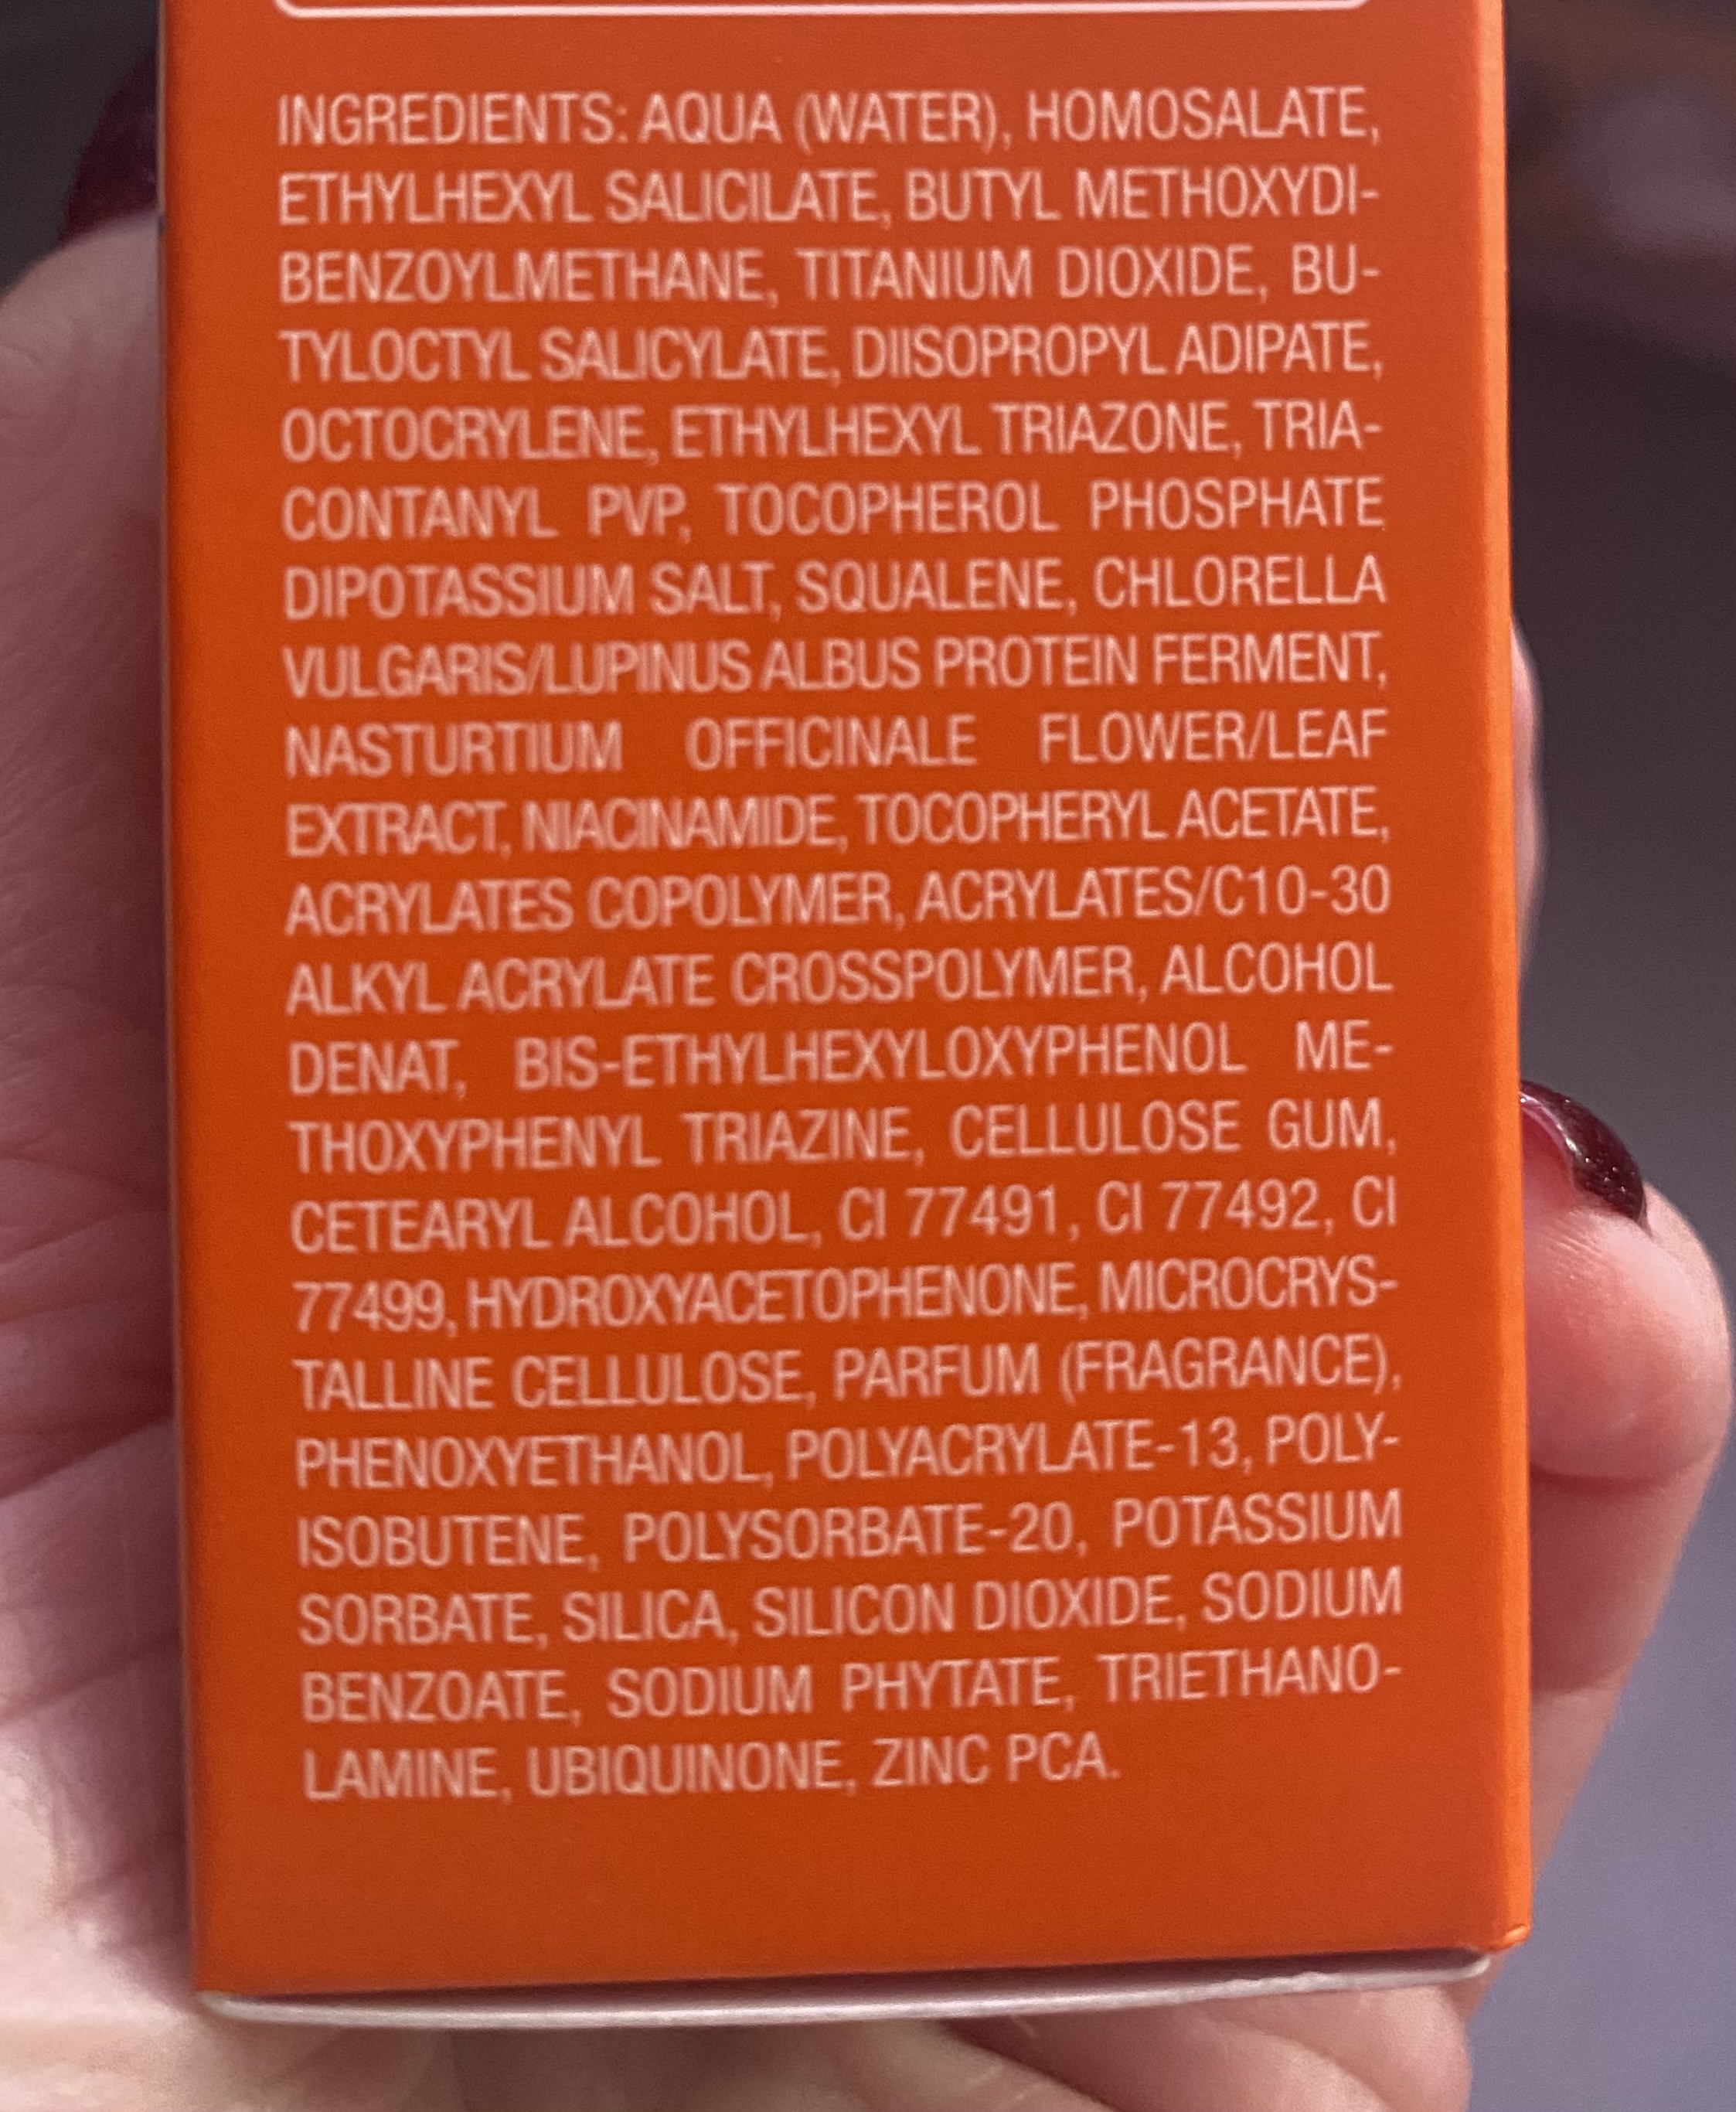 INGREDIENTS: AQUA (WATER), HOMOSALATE,
ETHYLHEXYL SALICILATE, BUTYL METHOXYDI-
BENZOYLMETHANE, TITANIUM DIOXIDE, BU-
TYLOCTYL SALICYLATE, DIISOPROPYL ADIPATE,
OCTOCRYLENE, ETHYLHEXYL TRIAZONE, TRIA-
CONTANYL PVP, TOCOPHEROL PHOSPHATE
DIPOTASSIUM SALT, SQUALENE, CHLORELLA
VULGARIS/LUPINUS ALBUS PROTEIN FERMENT,
NASTURTIUM OFFICINALE FLOWER/LEAF
EXTRACT, NIACINAMIDE, TOCOPHERYL ACETATE,
ACRYLATES COPOLYMER, ACRYLATES/C10-30
ALKYL ACRYLATE CROSSPOLYMER, ALCOHOL
DENAT, BIS-ETHYLHEXYLOXYPHENOL ME-
THOXYPHENYL TRIAZINE, CELLULOSE GUM,
CETEARYL ALCOHOL, CI 77491, CI 77492, CI
77499, HYDROXYACETOPHENONE, MICROCRYS-
TALLINE CELLULOSE, PARFUM (FRAGRANCE),
PHENOXYETHANOL, POLYACRYLATE-13, POLY-
ISOBUTENE, POLYSORBATE-20, POTASSIUM
SORBATE, SILICA, SILICON DIOXIDE, SODIUM
BENZOATE, SODIUM PHYTATE, TRIETHANO-
LAMINE, UBIQUINONE, ZINC PCA.